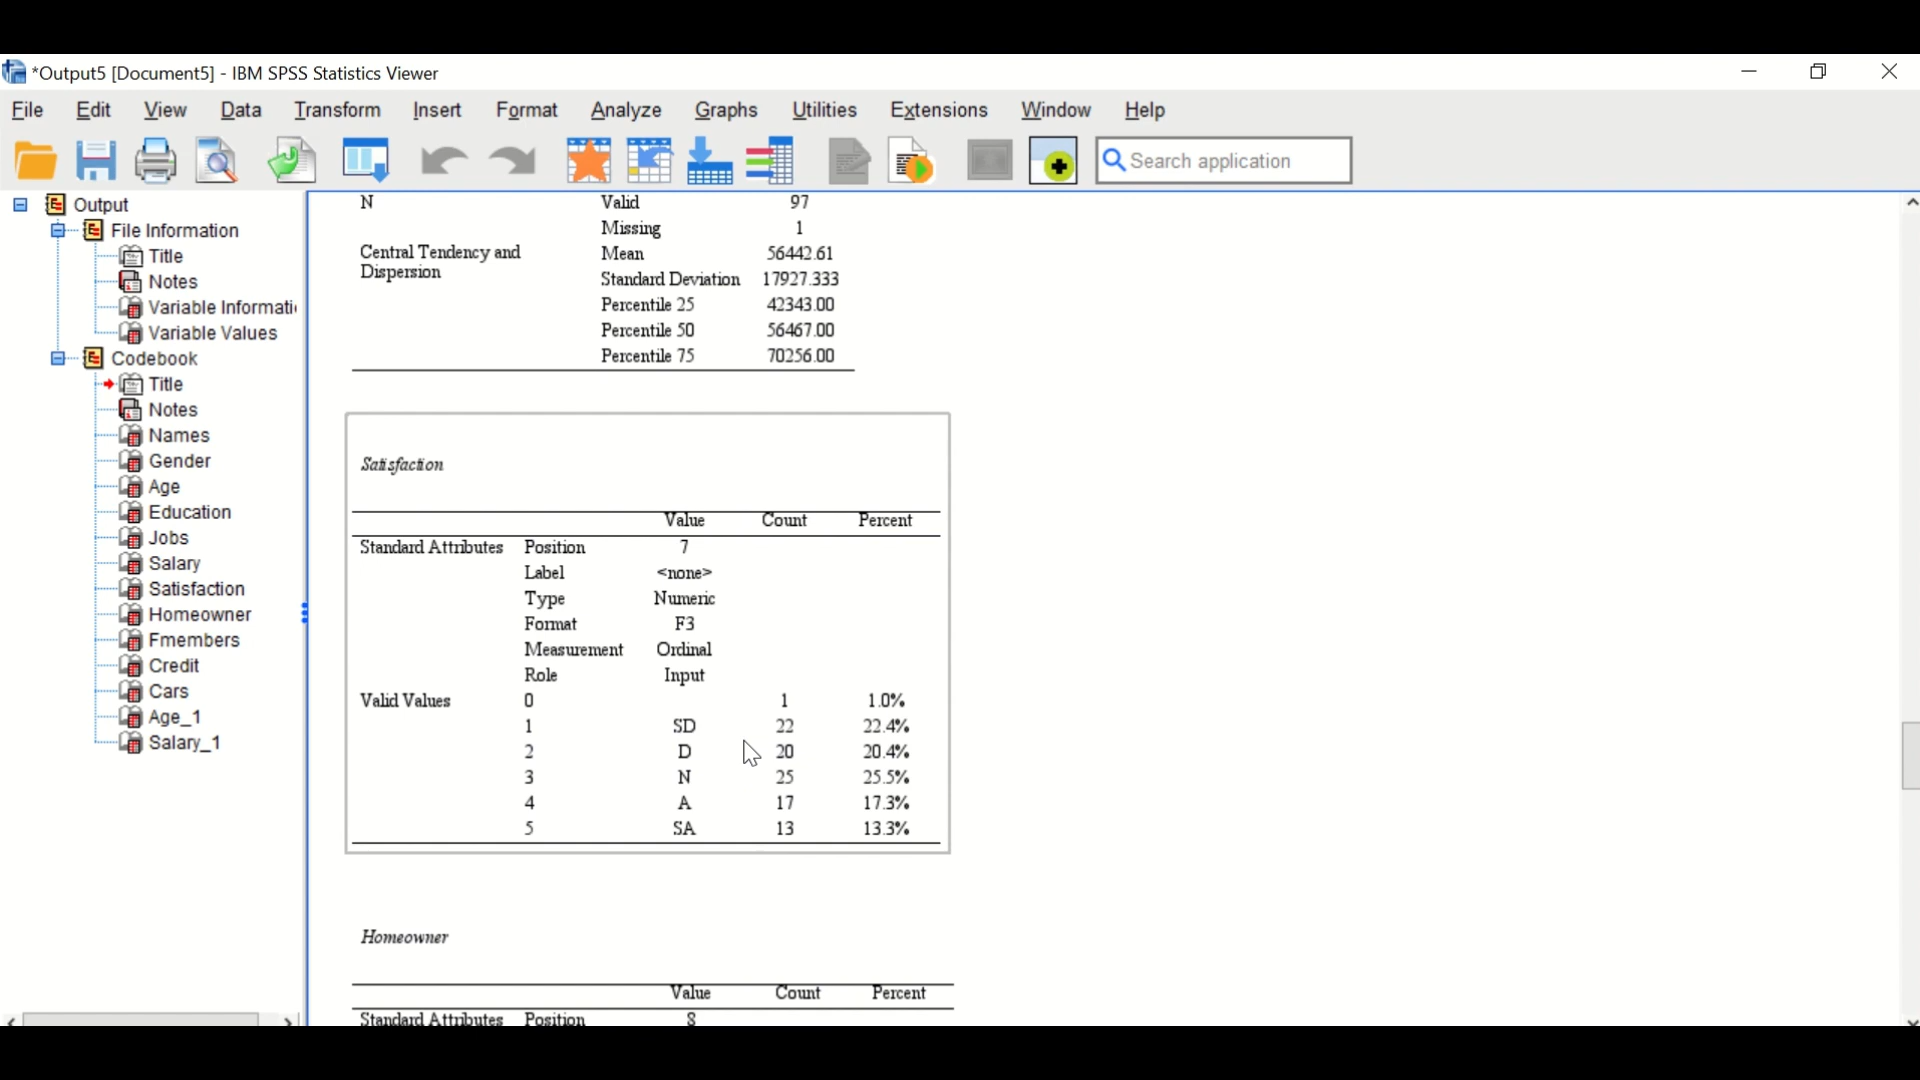 *Output5 [Document5] - IBM SPSS Statistics Viewer
File Edit View Data Transform Insert Format Analyze Graphs Utilities Extensions Window Help
Search application
Output
File Information
Title
Notes
Variable Informati
Variable Values
Codebook
Title
Notes
Names
Gender
Age
Education
Jobs
Salary
Satisfaction
Homeowner
Fmembers
Credit
Cars
Age_1
Salary_1
N Valid 97
Missing 1
Central Tendency and Dispersion Mean 56442.61
Standard Deviation 17927.333
Percentile 25 42343.00
Percentile 50 56467.00
Percentile 75 70256.00
Satisfaction
Value Count Percent
Standard Attributes Position 7
Label <none>
Type Numeric
Format F3
Measurement Ordinal
Role Input
Valid Values 0 1 1.0%
1 SD 22 22.4%
2 D 20 20.4%
3 N 25 25.5%
4 A 17 17.3%
5 SA 13 13.3%
Homeowner
Value Count Percent
Standard Attributes Position 8